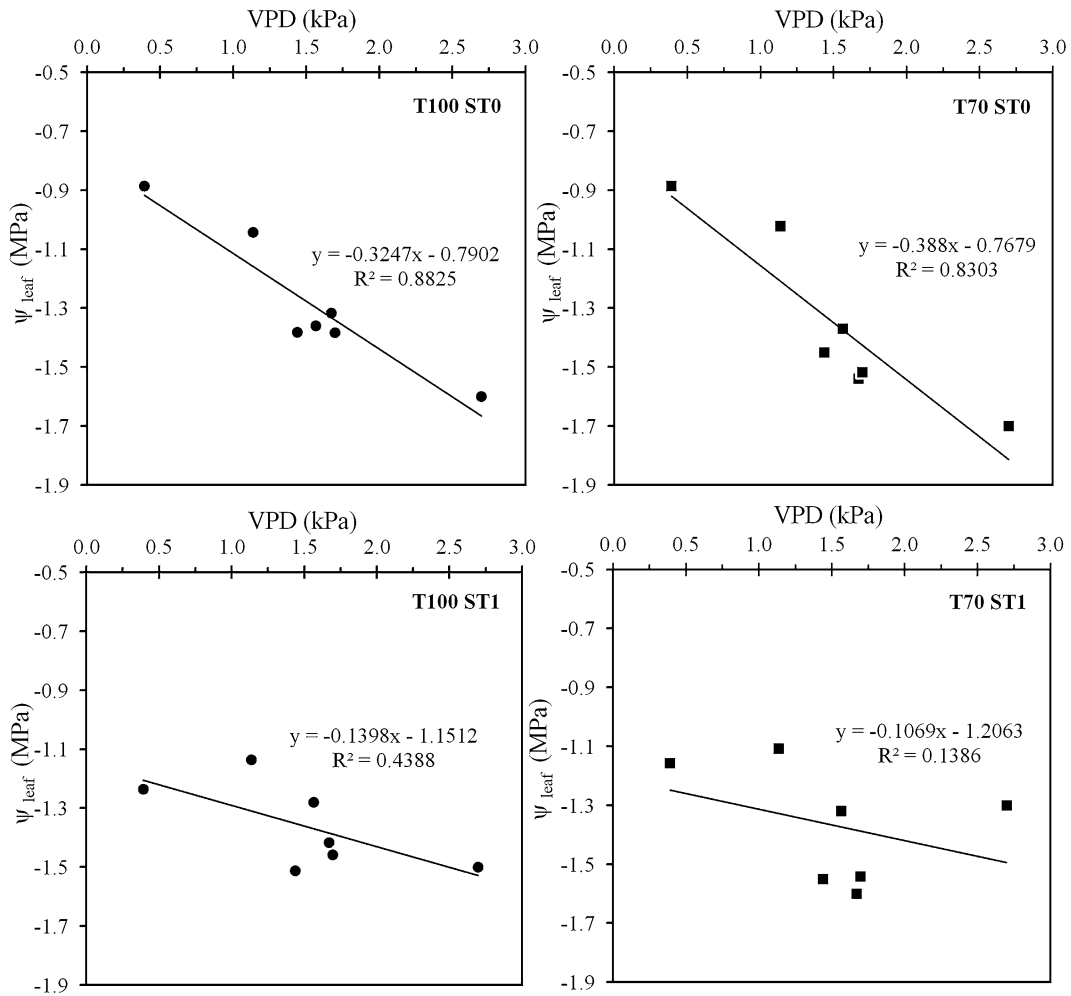 VPD (kPa)
0.0 0.5 1.0 1.5 2.0 2.5 3.0
-0.5
-0.7
-0.9
-1.1
-1.3
-1.5
-1.7
-1.9
Ψ leaf (MPa)
T100 ST0
y = -0.3247x - 0.7902
R² = 0.8825
VPD (kPa)
0.0 0.5 1.0 1.5 2.0 2.5 3.0
-0.5
-0.7
-0.9
-1.1
-1.3
-1.5
-1.7
-1.9
Ψ leaf (MPa)
T70 ST0
y = -0.388x - 0.7679
R² = 0.8303
VPD (kPa)
0.0 0.5 1.0 1.5 2.0 2.5 3.0
-0.5
-0.7
-0.9
-1.1
-1.3
-1.5
-1.7
-1.9
Ψ leaf (MPa)
T100 ST1
y = -0.1398x - 1.1512
R² = 0.4388
VPD (kPa)
0.0 0.5 1.0 1.5 2.0 2.5 3.0
-0.5
-0.7
-0.9
-1.1
-1.3
-1.5
-1.7
-1.9
Ψ leaf (MPa)
T70 ST1
y = -0.1069x - 1.2063
R² = 0.1386